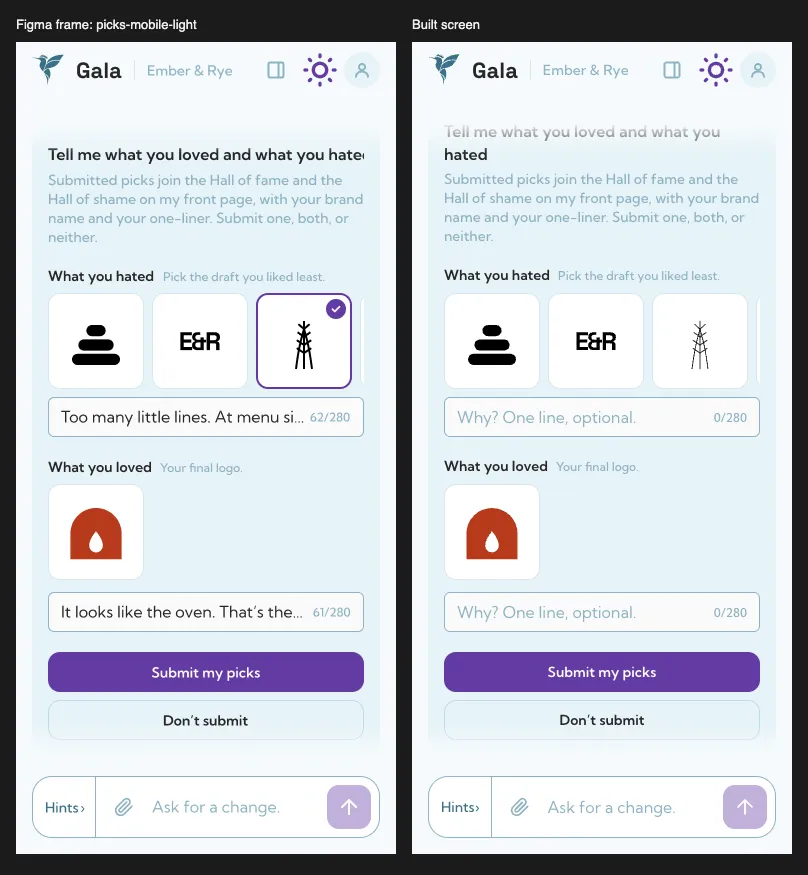 Figma frame: picks-mobile-light
Gala
Ember & Rye
Tell me what you loved and what you hate
Submitted picks join the Hall of fame and the
Hall of shame on my front page, with your brand
name and your one-liner. Submit one, both, or
neither.
What you hated Pick the draft you liked least.
E&R
Too many little lines. At menu si... 62/280
What you loved Your final logo.
It looks like the oven. That’s the... 61/280
Submit my picks
Don’t submit
Hints› Ask for a change.
Built screen
Gala
Ember & Rye
Tell me what you loved and what you
hated
Submitted picks join the Hall of fame and the
Hall of shame on my front page, with your brand
name and your one-liner. Submit one, both, or
neither.
What you hated Pick the draft you liked least.
E&R
Why? One line, optional. 0/280
What you loved Your final logo.
Why? One line, optional. 0/280
Submit my picks
Don’t submit
Hints› Ask for a change.